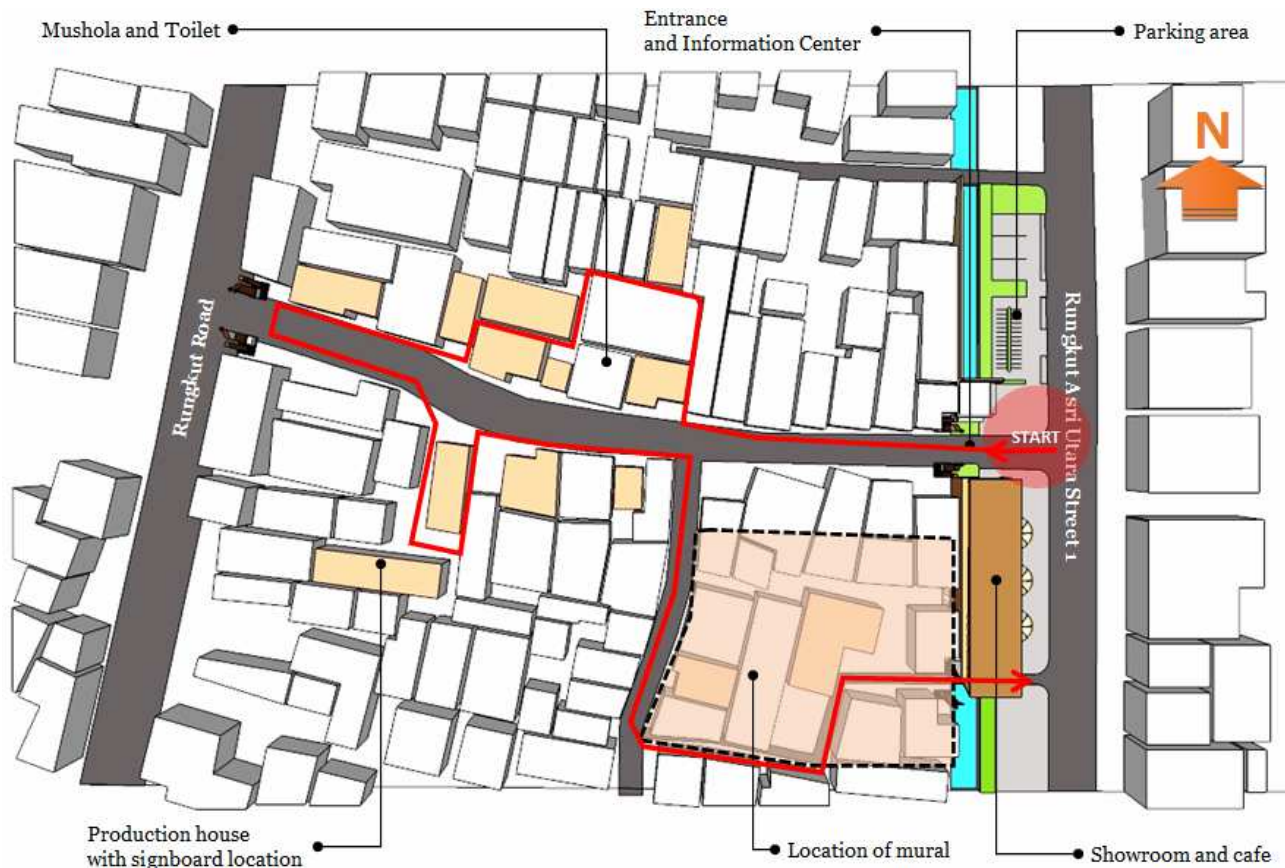 Entrance
and Information Center
Mushola and Toilet
Parking area
N
Rungkut Road
Rungkut Asri Utara Street 1
START
Production house
with signboard location
Location of mural
Showroom and cafe